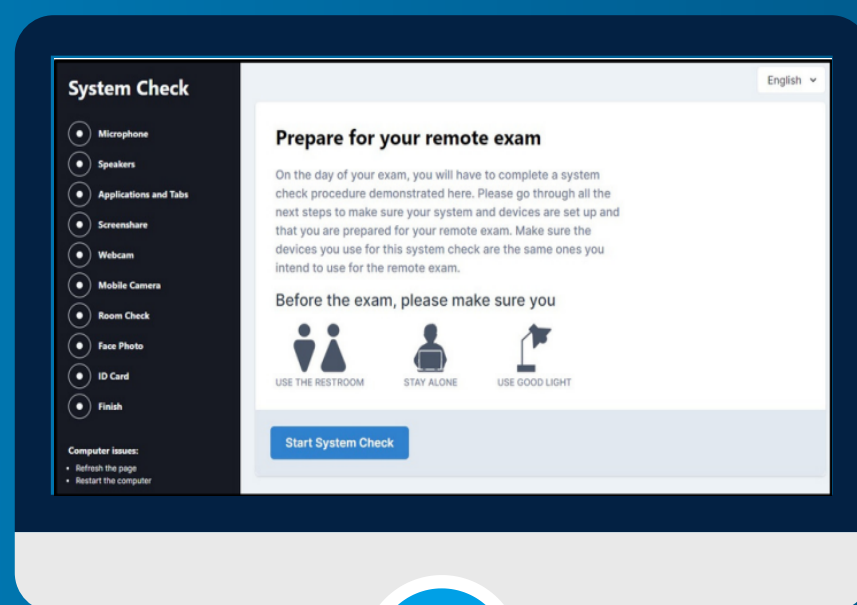 System Check
Microphone
Speakers
Applications and Tabs
Screenshare
Webcam
Mobile Camera
Room Check
Face Photo
ID Card
Finish
Computer issues:
• Refresh the page
• Restart the computer
English
Prepare for your remote exam
On the day of your exam, you will have to complete a system
check procedure demonstrated here. Please go through all the
next steps to make sure your system and devices are set up and
that you are prepared for your remote exam. Make sure the
devices you use for this system check are the same ones you
intend to use for the remote exam.
Before the exam, please make sure you
USE THE RESTROOM
STAY ALONE
USE GOOD LIGHT
Start System Check